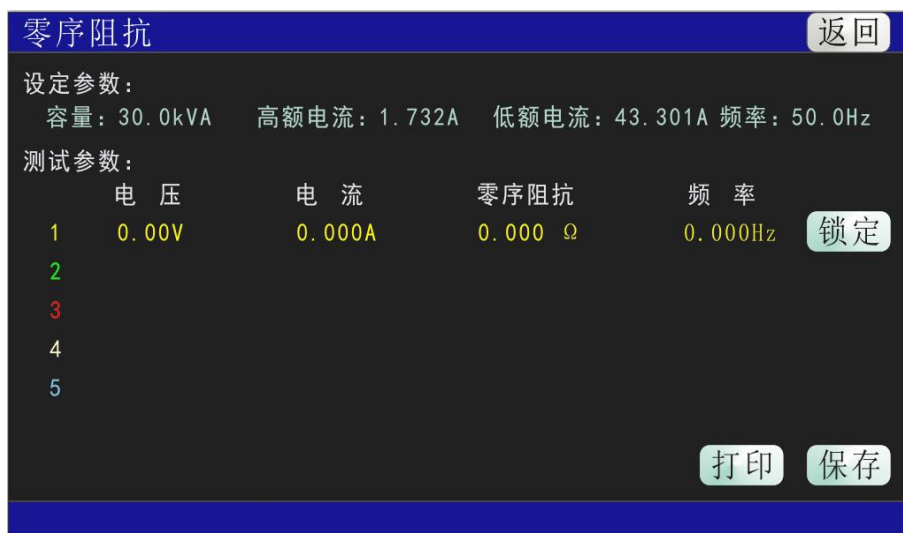 零序阻抗 返回
设定参数：
容量：30.0kVA 高额电流：1.732A 低额电流：43.301A 频率：50.0Hz
测试参数：
电 压 电 流 零序阻抗 频 率
1 0.00V 0.000A 0.000 Ω 0.000Hz 锁定
2
3
4
5
打印 保存